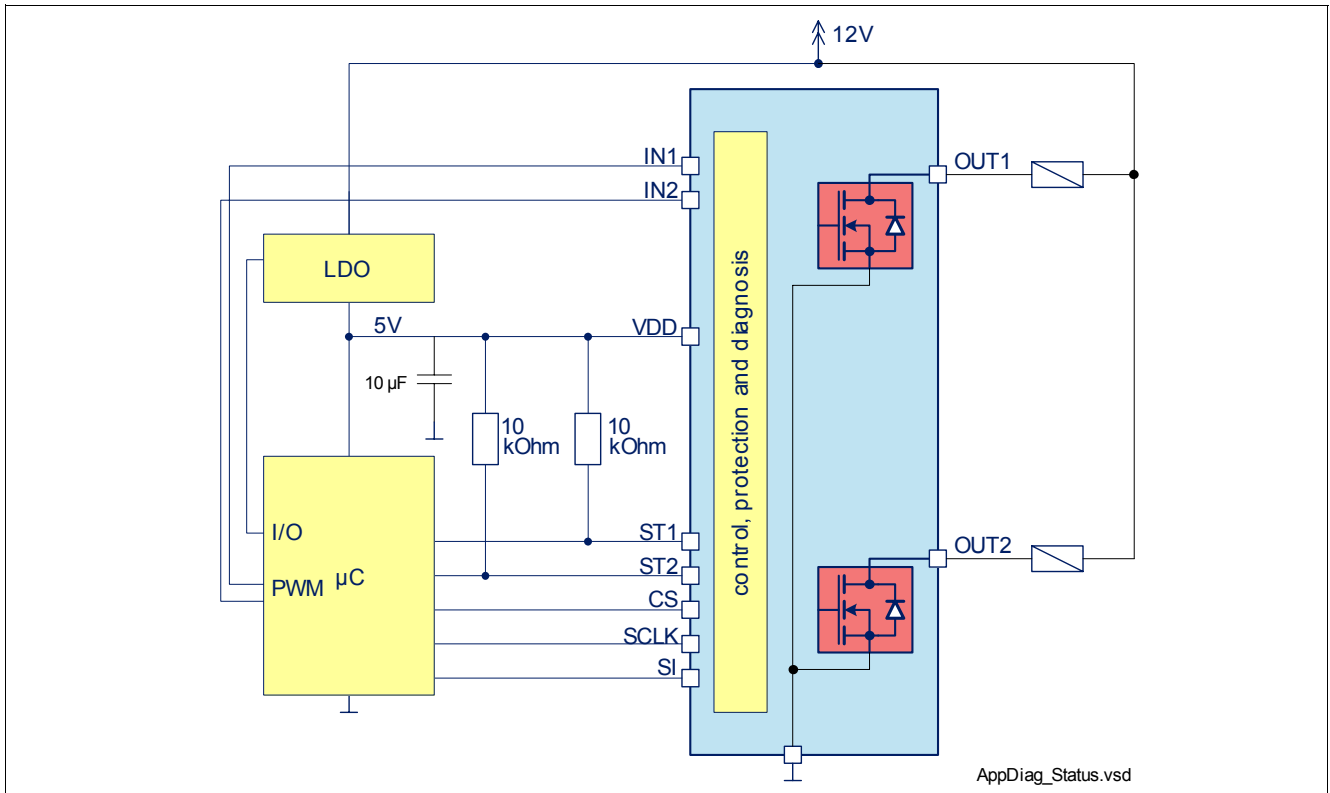 12V
IN1
OUT1
IN2
LDO
5V
VDD
10 µF
10
kOhm
10
kOhm
control, protection and diagnosis
I/O
µC
PWM
ST1
ST2
CS
SCLK
SI
OUT2
AppDiag_Status.vsd